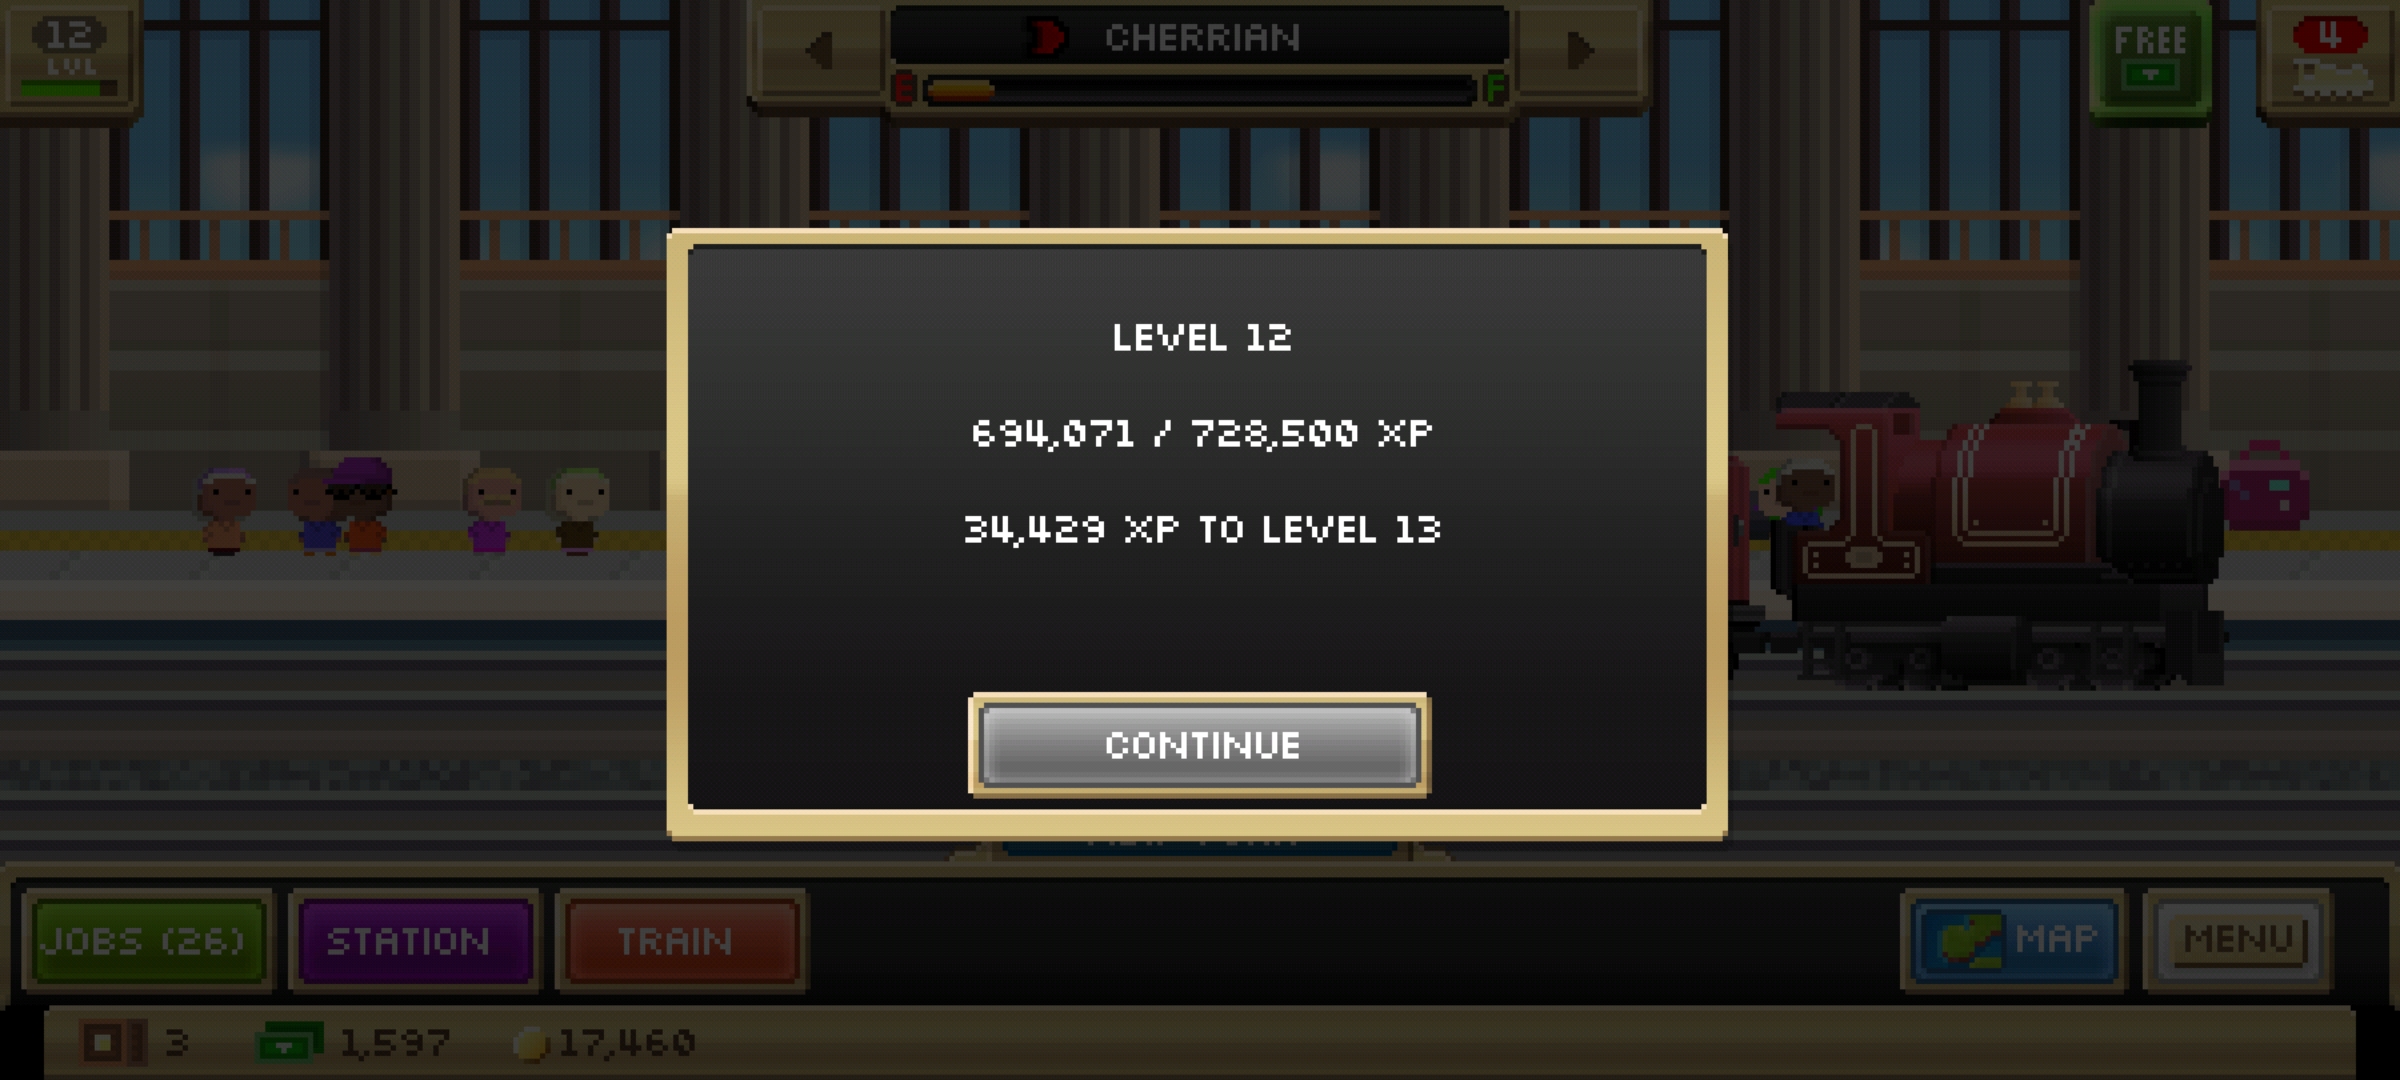 12
LVL
CHERRIAN
E
F
FREE
4
LEVEL 12
694,071 / 728,500 XP
34,429 XP TO LEVEL 13
CONTINUE
JOBS (26)
STATION
TRAIN
MAP
MENU
3
1,597
17,460